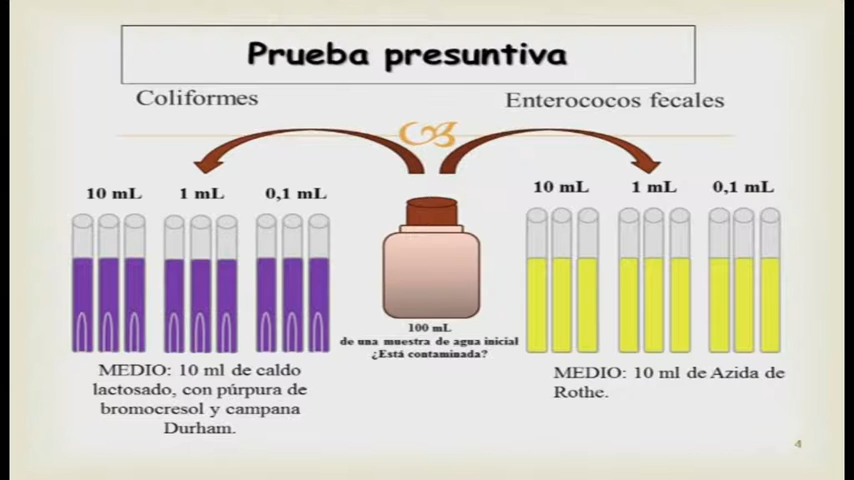 Prueba presuntiva
Coliformes
Enterococos fecales
10 mL 1 mL 0,1 mL
10 mL 1 mL 0,1 mL
100 mL
de una muestra de agua inicial
¿Está contaminada?
MEDIO: 10 ml de caldo
lactosado, con púrpura de
bromocresol y campana
Durham.
MEDIO: 10 ml de Azida de
Rothe.
4